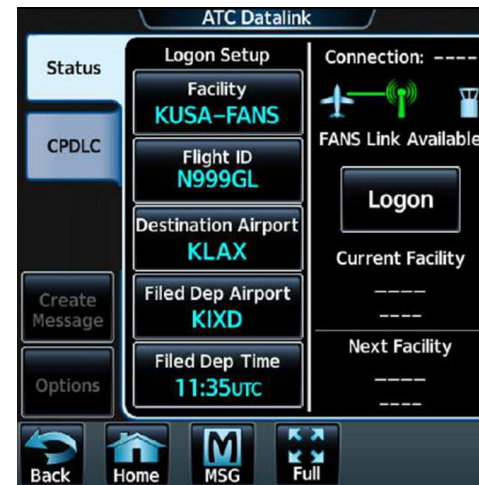 ATC Datalink
Status
CPDLC
Create
Message
Options
Logon Setup
Facility
KUSA-FANS
Flight ID
N999GL
Destination Airport
KLAX
Filed Dep Airport
KIXD
Filed Dep Time
11:35UTC
Connection: ----
FANS Link Available
Logon
Current Facility
----
----
Next Facility
----
----
Back
Home
MSG
Full